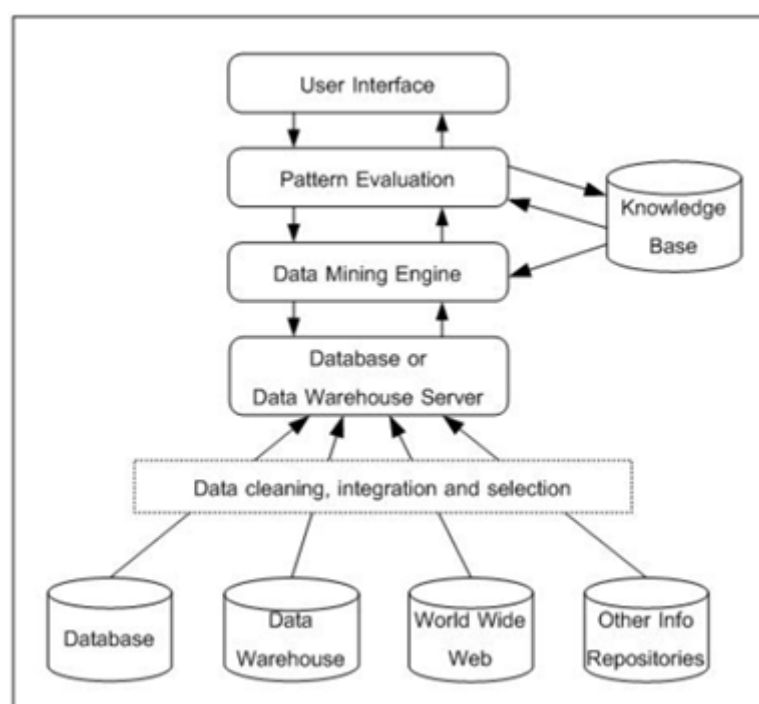 User Interface
Pattern Evaluation
Knowledge
Base
Data Mining Engine
Database or
Data Warehouse Server
Data cleaning, integration and selection
Database
Data
Warehouse
World Wide
Web
Other Info
Repositories